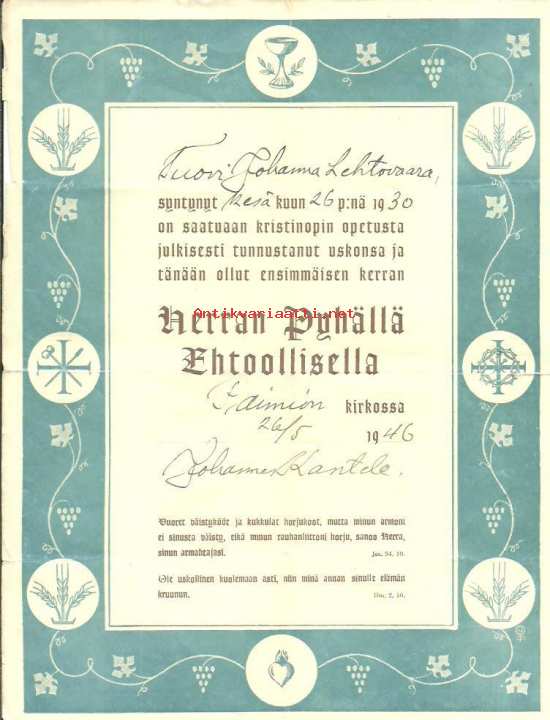 Tuovi Johanna Lehtovaara,
syntynyt kesäkuun 26 p:nä 1930
on saatuaan kristinopin opetusta
julkisesti tunnustanut uskonsa ja
tänään ollut ensimmäisen kerran
Antikvariaatti.net
Herran Pyhällä
Ehtoollisella
Paimion kirkossa
26/5 1946
Johannes Kantele.
Vuoret väistykööt ja kukkulat horjukoot, mutta minun armoni
ei sinusta väisty, eikä minun rauhanliittoni horju, sanoo Herra,
sinun armahtajasi. Jes. 54, 10.
Ole uskollinen kuolemaan asti, niin minä annan sinulle elämän
kruunun. Ilm. 2, 10.